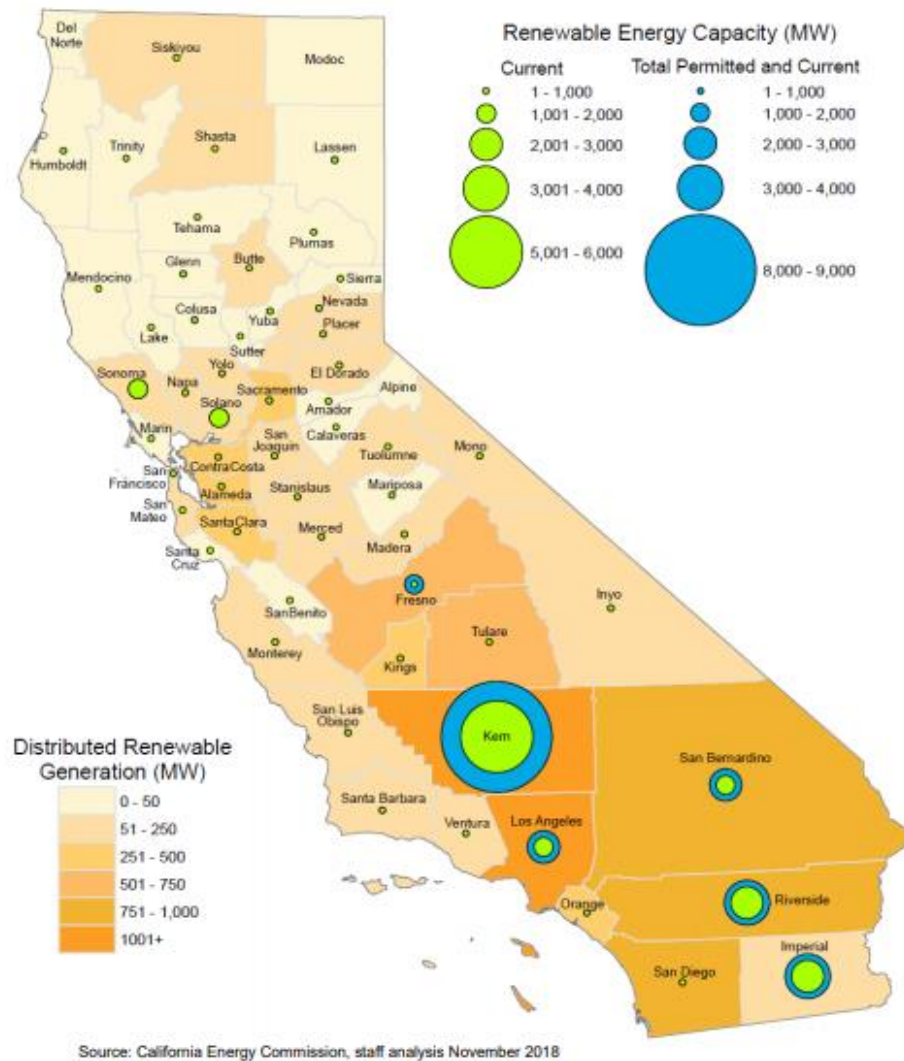 Renewable Energy Capacity (MW)
Current
1 - 1,000
1,001 - 2,000
2,001 - 3,000
3,001 - 4,000
5,001 - 6,000
Total Permitted and Current
1 - 1,000
1,000 - 2,000
2,000 - 3,000
3,000 - 4,000
8,000 - 9,000
Del
Norte
Siskiyou
Modoc
Humboldt
Trinity
Shasta
Lassen
Tehama
Plumas
Mendocino
Glenn
Butte
Sierra
Lake
Colusa
Yuba
Nevada
Sutter
Placer
Sonoma
Napa
Yolo
El Dorado
Solano
Sacramento
Alpine
Amador
Marin
Calaveras
San
Joaquin
Tuolumne
Mono
ContraCosta
San
Francisco
Alameda
Stanislaus
Mariposa
San
Mateo
SantaClara
Merced
Madera
Santa
Cruz
Fresno
Inyo
SanBenito
Monterey
Tulare
Kings
San Luis
Obispo
Kern
San Bernardino
Santa Barbara
Ventura
Los Angeles
Orange
Riverside
San Diego
Imperial
Distributed Renewable
Generation (MW)
0 - 50
51 - 250
251 - 500
501 - 750
751 - 1,000
1001+
Source: California Energy Commission, staff analysis November 2018